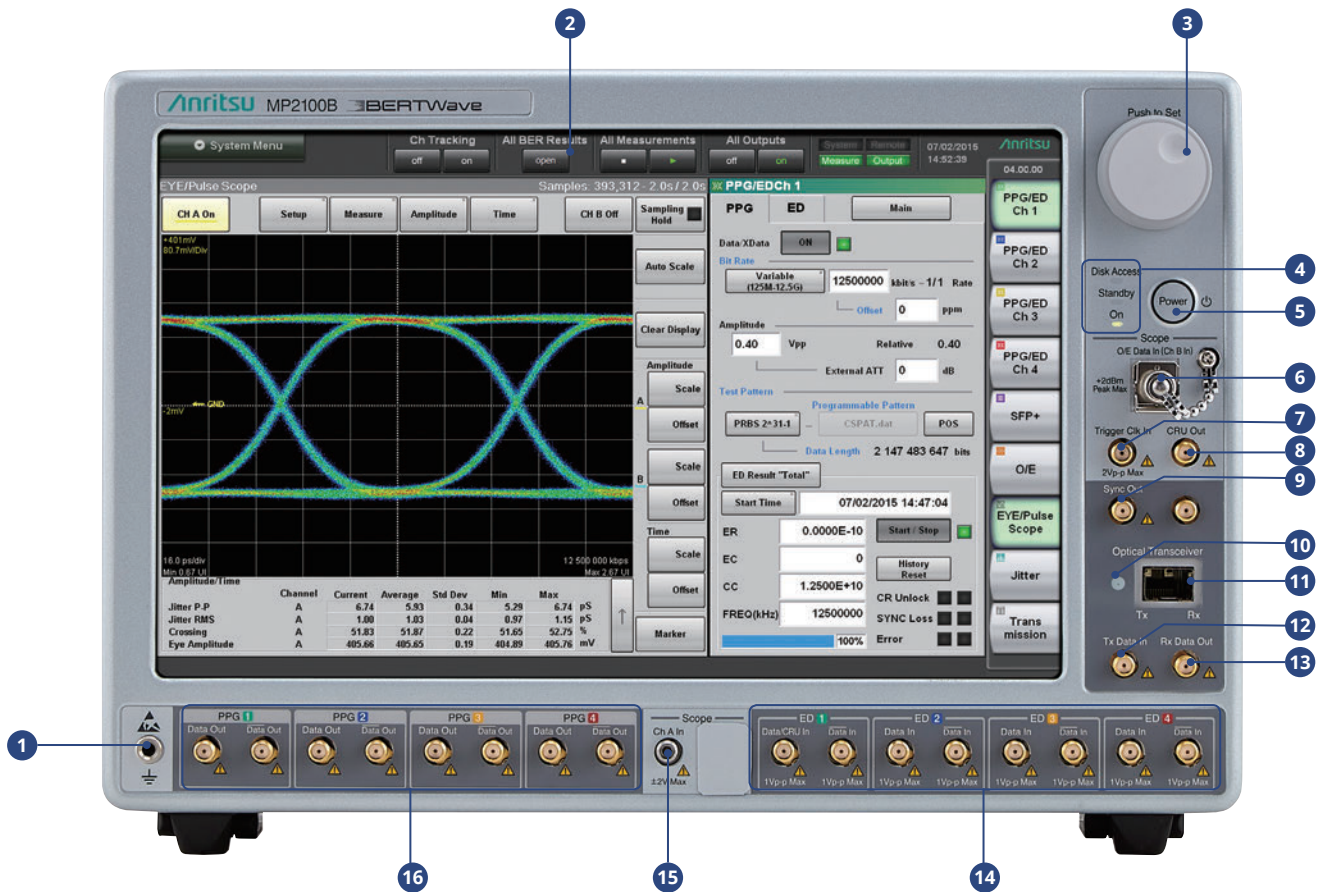 2
3
Anritsu MP2100B BERTWave
Push to Set
System Menu
Ch Tracking
off on
All BER Results
open
All Measurements
All Outputs
off on
System Remote
Measure Output
07/02/2015
14:52:39
Anritsu
04.00.00
EYE/Pulse Scope
Samples: 393,312 - 2.0s / 2.0s
CH A On
Setup
Measure
Amplitude
Time
CH B Off
Sampling
Hold
+401mV
80.7mV/Div
-2mV
GND
16.0 ps/div
Min 0.67 UI
12 500 000 kbps
Max 2.67 UI
Auto Scale
Clear Display
Amplitude
A
Scale
Offset
B
Scale
Offset
Time
Scale
Offset
Marker
Amplitude/Time
Channel Current Average Std Dev Min Max
Jitter P-P A 6.74 5.93 0.34 5.29 6.74 pS
Jitter RMS A 1.00 1.03 0.04 0.97 1.15 pS
Crossing A 51.83 51.87 0.22 51.65 52.75 %
Eye Amplitude A 405.66 405.65 0.19 404.89 405.76 mV
PPG/EDCh 1
PPG ED Main
Data/XData ON
Bit Rate
Variable
(125M-12.5G)
12500000 kbit/s - 1/1 Rate
Offset 0 ppm
Amplitude
0.40 Vpp Relative 0.40
External ATT 0 dB
Test Pattern
Programmable Pattern
PRBS 2^31-1 CSPAT.dat POS
Data Length 2 147 483 647 bits
ED Result "Total"
Start Time 07/02/2015 14:47:04
ER 0.0000E-10 Start / Stop
EC 0
History
Reset
CC 1.2500E+10
CR Unlock
FREQ(kHz) 12500000
SYNC Loss
100%
Error
PPG/ED
Ch 1
PPG/ED
Ch 2
PPG/ED
Ch 3
PPG/ED
Ch 4
SFP+
O/E
EYE/Pulse
Scope
Jitter
Trans
mission
Disk Access
Standby
On
4
Power
5
Scope
O/E Data In (Ch B In)
+2dBm
Peak Max
6
Trigger Clk In
2Vp-p Max
7
CRU Out
8
Sync Out
9
Optical Transceiver
10
11
Tx Rx
12
Tx Data In Rx Data Out
13
1
PPG 1
Data Out Data Out
PPG 2
Data Out Data Out
PPG 3
Data Out Data Out
PPG 4
Data Out Data Out
Scope
Ch A In
±2V Max
ED 1
Data/CRU In Data In
1Vp-p Max 1Vp-p Max
ED 2
Data In Data In
1Vp-p Max 1Vp-p Max
ED 3
Data In Data In
1Vp-p Max 1Vp-p Max
ED 4
Data In Data In
1Vp-p Max 1Vp-p Max
16
15
14